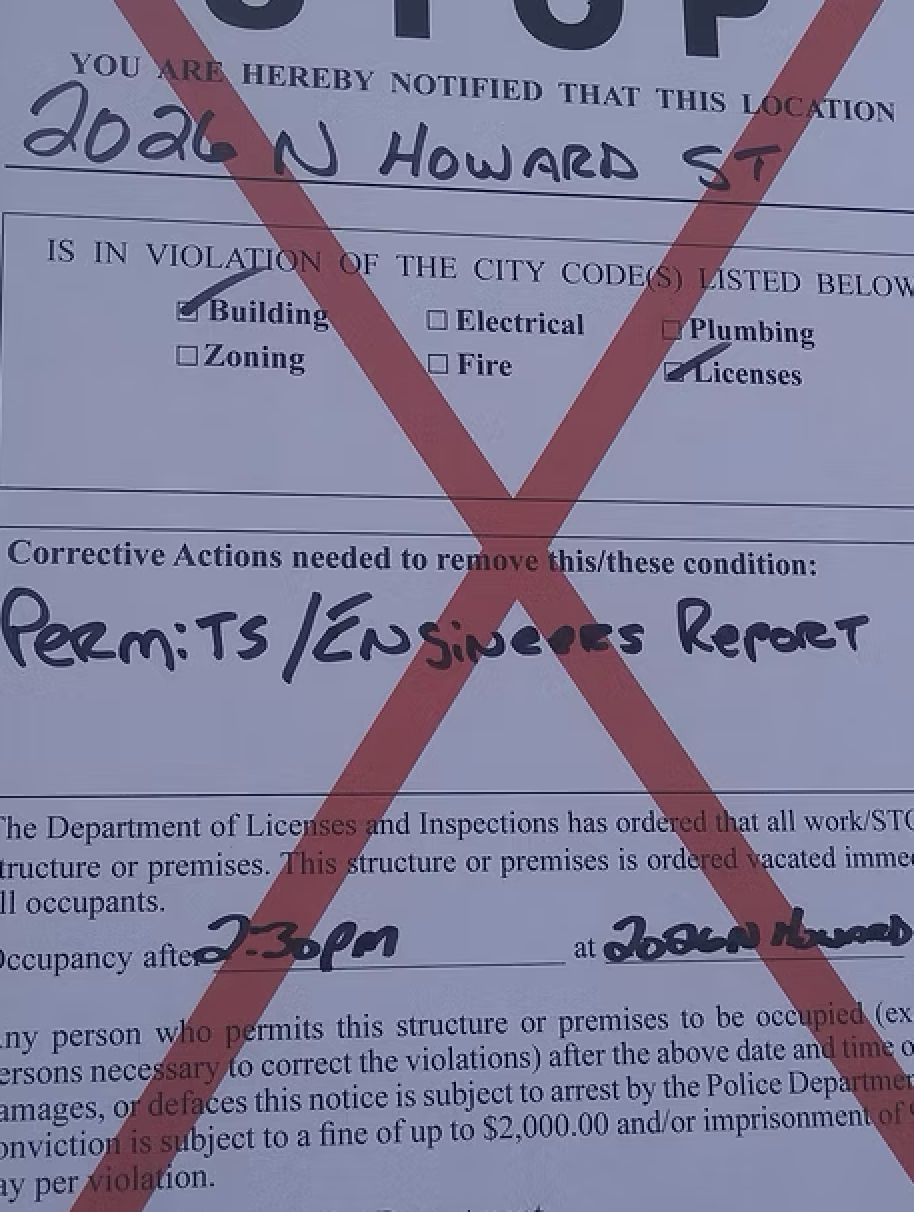 STOP
YOU ARE HEREBY NOTIFIED THAT THIS LOCATION
2026 N HOWARD ST
IS IN VIOLATION OF THE CITY CODE(S) LISTED BELOW
Building Electrical Plumbing
Zoning Fire Licenses
Corrective Actions needed to remove this/these condition:
PERMiTS/ENGiNEERS REPORT
The Department of Licenses and Inspections has ordered that all work/STO
tructure or premises. This structure or premises is ordered vacated imme
ll occupants.
Occupancy after 2:30pm at 2026 N HOWARD
ny person who permits this structure or premises to be occupied (ex
ersons necessary to correct the violations) after the above date and time o
amages, or defaces this notice is subject to arrest by the Police Departmen
onviction is subject to a fine of up to $2,000.00 and/or imprisonment of
ay per violation.